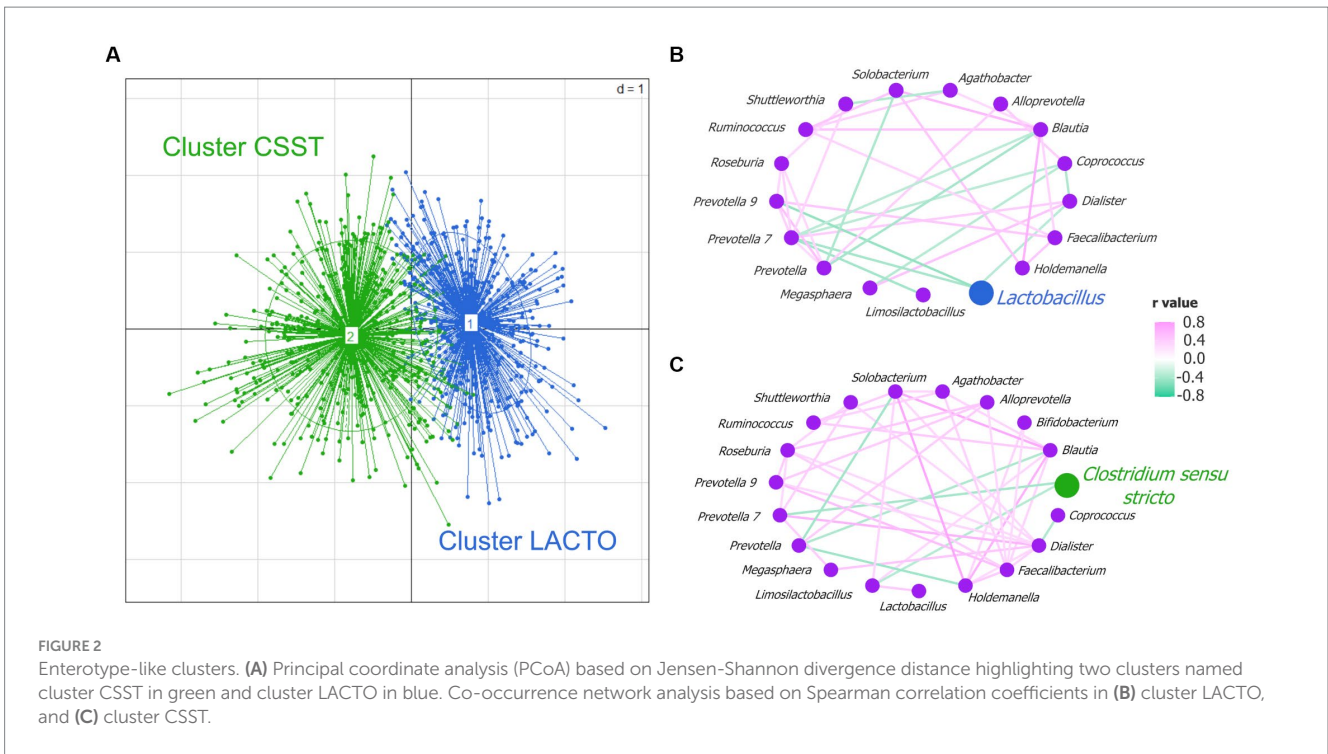 A
d = 1
Cluster CSST
2
1
Cluster LACTO
B
Solobacterium
Agathobacter
Shuttleworthia
Alloprevotella
Ruminococcus
Blautia
Roseburia
Coprococcus
Prevotella 9
Dialister
Prevotella 7
Faecalibacterium
Prevotella
Holdemanella
Megasphaera
Limosilactobacillus
Lactobacillus
r value
0.8
0.4
0.0
-0.4
-0.8
C
Solobacterium
Agathobacter
Shuttleworthia
Alloprevotella
Ruminococcus
Bifidobacterium
Roseburia
Blautia
Prevotella 9
Clostridium sensu
stricto
Prevotella 7
Coprococcus
Prevotella
Dialister
Megasphaera
Faecalibacterium
Limosilactobacillus
Lactobacillus
Holdemanella
FIGURE 2
Enterotype-like clusters. (A) Principal coordinate analysis (PCoA) based on Jensen-Shannon divergence distance highlighting two clusters named
cluster CSST in green and cluster LACTO in blue. Co-occurrence network analysis based on Spearman correlation coefficients in (B) cluster LACTO,
and (C) cluster CSST.